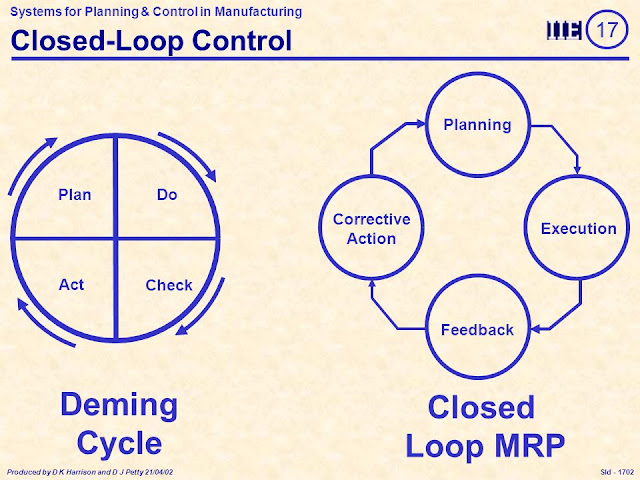 Systems for Planning & Control in Manufacturing
Closed-Loop Control
IIE
17
Plan
Do
Act
Check
Deming
Cycle
Planning
Execution
Feedback
Corrective
Action
Closed
Loop MRP
Produced by D K Harrison and D J Petty 21/04/02
Sld - 1702